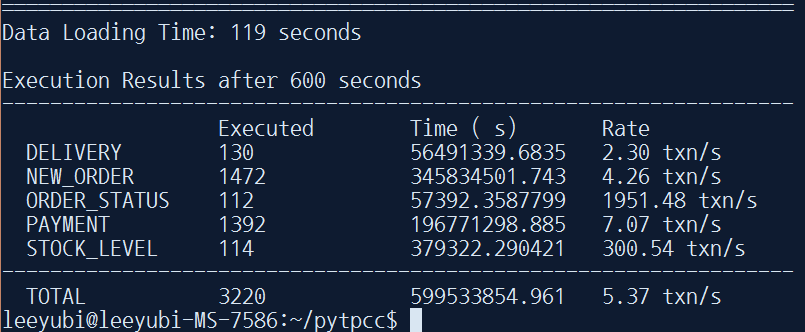 ==================================================================
Data Loading Time: 119 seconds
Execution Results after 600 seconds
------------------------------------------------------------------
Executed Time ( s) Rate
DELIVERY 130 56491339.6835 2.30 txn/s
NEW_ORDER 1472 345834501.743 4.26 txn/s
ORDER_STATUS 112 57392.3587799 1951.48 txn/s
PAYMENT 1392 196771298.885 7.07 txn/s
STOCK_LEVEL 114 379322.290421 300.54 txn/s
------------------------------------------------------------------
TOTAL 3220 599533854.961 5.37 txn/s
leeyubi@leeyubi-MS-7586:~/pytpcc$